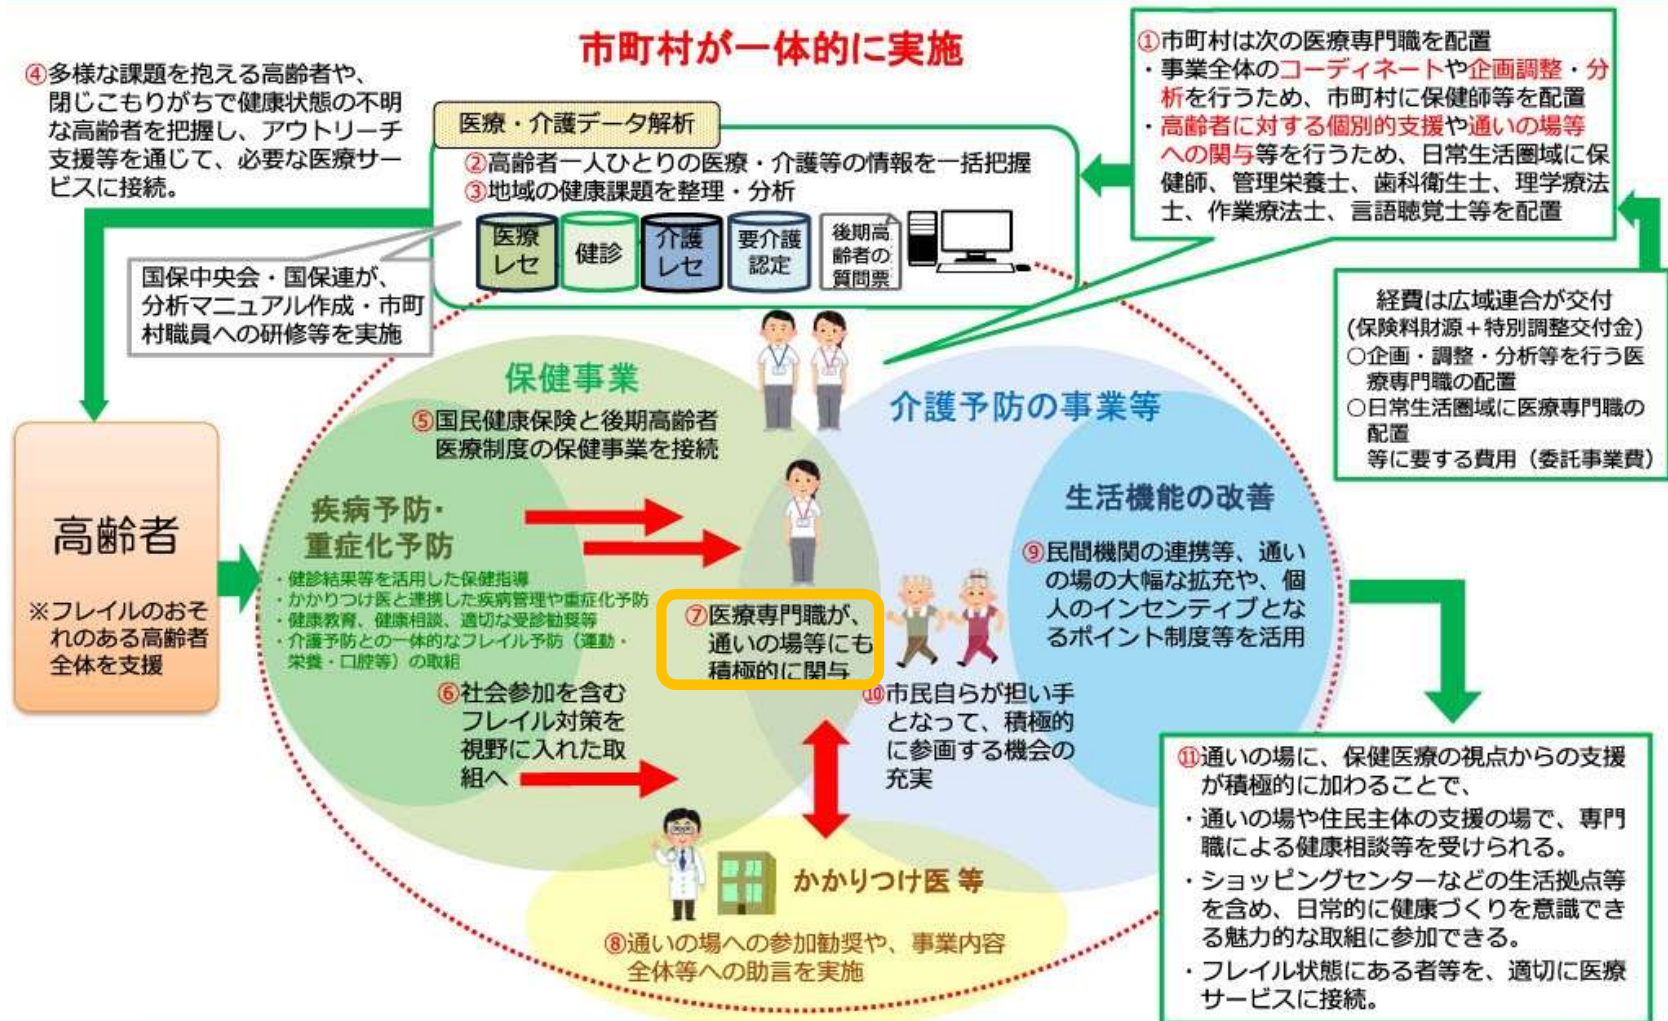 市町村が一体的に実施
①市町村は次の医療専門職を配置
・事業全体のコーディネートや企画調整・分
析を行うため、市町村に保健師等を配置
・高齢者に対する個別的支援や通いの場等
への関与等を行うため、日常生活圏域に保
健師、管理栄養士、歯科衛生士、理学療法
士、作業療法士、言語聴覚士等を配置
④多様な課題を抱える高齢者や、
閉じこもりがちで健康状態の不明
な高齢者を把握し、アウトリーチ
支援等を通じて、必要な医療サー
ビスに接続。
医療・介護データ解析
②高齢者一人ひとりの医療・介護等の情報を一括把握
③地域の健康課題を整理・分析
医療
レセ
健診
介護
レセ
要介護
認定
後期高
齢者の
質問票
国保中央会・国保連が、
分析マニュアル作成・市町
村職員への研修等を実施
経費は広域連合が交付
(保険料財源＋特別調整交付金)
○企画・調整・分析等を行う医
療専門職の配置
○日常生活圏域に医療専門職の
配置
等に要する費用（委託事業費）
保健事業
⑤国民健康保険と後期高齢者
医療制度の保健事業を接続
介護予防の事業等
高齢者
※フレイルのおそ
れのある高齢者
全体を支援
疾病予防・
重症化予防
・健診結果等を活用した保健指導
・かかりつけ医と連携した疾病管理や重症化予防
・健康教育、健康相談、適切な受診勧奨等
・介護予防との一体的なフレイル予防（運動・
栄養・口腔等）の取組
⑥社会参加を含む
フレイル対策を
視野に入れた取
組へ
⑦医療専門職が、
通いの場等にも
積極的に関与
生活機能の改善
⑨民間機関の連携等、通い
の場の大幅な拡充や、個
人のインセンティブとな
るポイント制度等を活用
⑩市民自らが担い手
となって、積極的
に参画する機会の
充実
かかりつけ医 等
⑧通いの場への参加勧奨や、事業内容
全体等への助言を実施
⑪通いの場に、保健医療の視点からの支援
が積極的に加わることで、
・通いの場や住民主体の支援の場で、専門
職による健康相談等を受けられる。
・ショッピングセンターなどの生活拠点等
を含め、日常的に健康づくりを意識でき
る魅力的な取組に参加できる。
・フレイル状態にある者等を、適切に医療
サービスに接続。